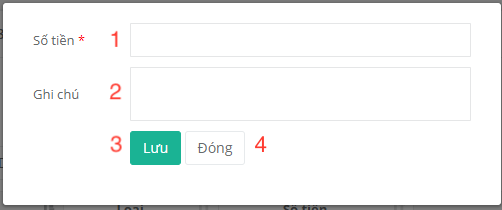 Số tiền * 1
Ghi chú 2
3 Lưu Đóng 4